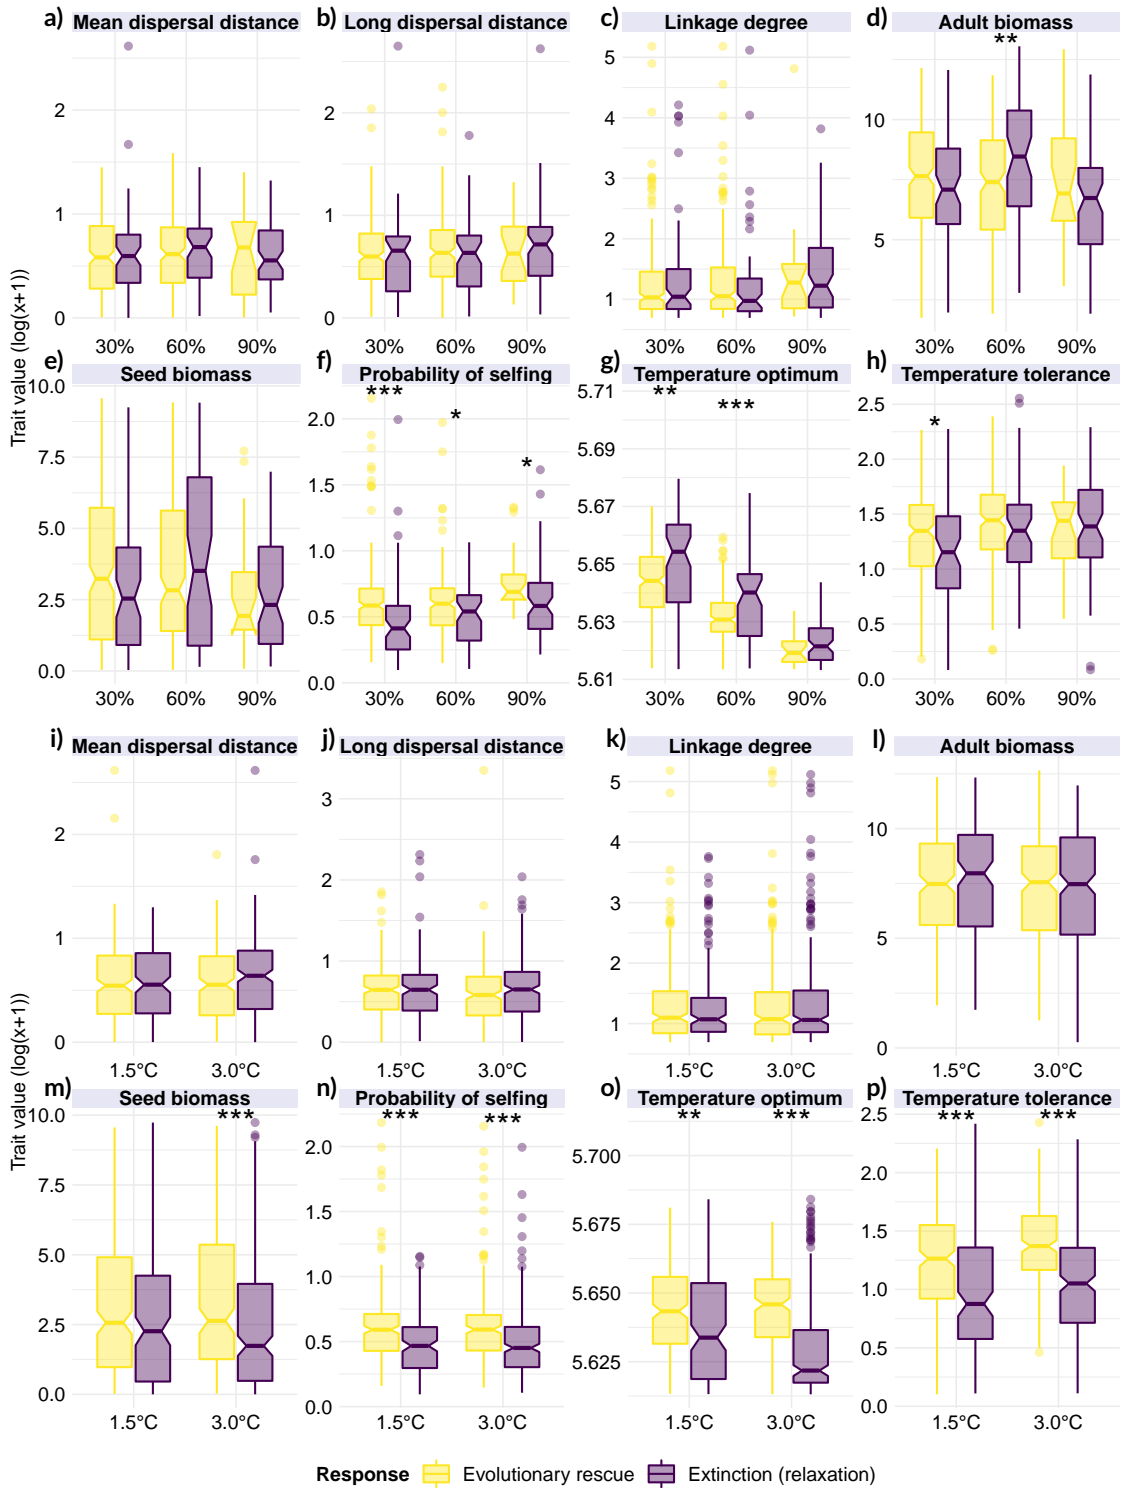 a) Mean dispersal distance
b) Long dispersal distance
c) Linkage degree
d) Adult biomass
2
1
0
30% 60% 90%
2
1
0
30% 60% 90%
5
4
3
2
1
30% 60% 90%
**
10
5
30% 60% 90%
Trait value (log(x+1))
e) Seed biomass
f) Probability of selfing
g) Temperature optimum
h) Temperature tolerance
10.0
7.5
5.0
2.5
0.0
30% 60% 90%
***
*
*
2.0
1.5
1.0
0.5
0.0
30% 60% 90%
**
***
5.71
5.69
5.67
5.65
5.63
5.61
30% 60% 90%
*
2.5
2.0
1.5
1.0
0.5
0.0
30% 60% 90%
i) Mean dispersal distance
j) Long dispersal distance
k) Linkage degree
l) Adult biomass
2
1
0
1.5°C 3.0°C
3
2
1
0
1.5°C 3.0°C
5
4
3
2
1
1.5°C 3.0°C
10
5
0
1.5°C 3.0°C
Trait value (log(x+1))
m) Seed biomass
n) Probability of selfing
o) Temperature optimum
p) Temperature tolerance
***
10.0
7.5
5.0
2.5
0.0
1.5°C 3.0°C
*** ***
2.0
1.5
1.0
0.5
0.0
1.5°C 3.0°C
** ***
5.700
5.675
5.650
5.625
1.5°C 3.0°C
*** ***
2.5
2.0
1.5
1.0
0.5
0.0
1.5°C 3.0°C
Response Evolutionary rescue Extinction (relaxation)